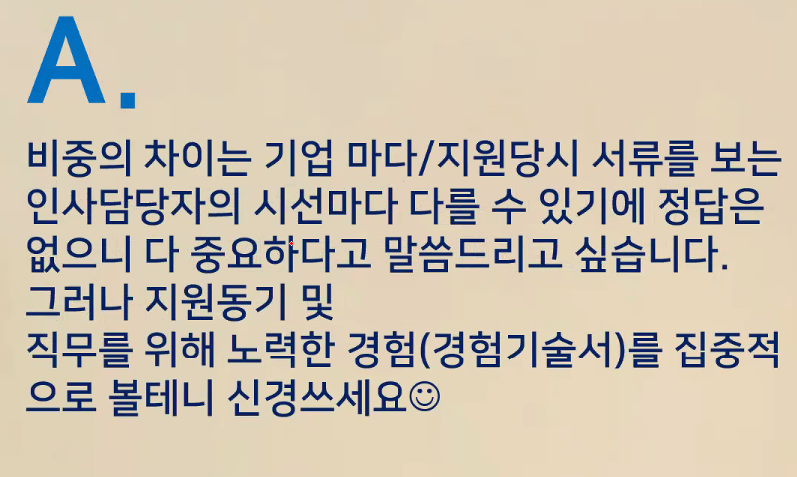 A.
비중의 차이는 기업 마다/지원당시 서류를 보는
인사담당자의 시선마다 다를 수 있기에 정답은
없으니 다 중요하다고 말씀드리고 싶습니다.
그러나 지원동기 및
직무를 위해 노력한 경험(경험기술서)를 집중적
으로 볼테니 신경쓰세요☺